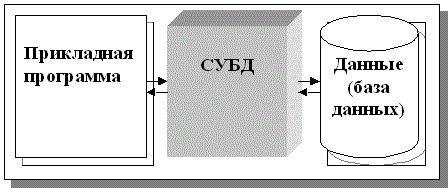 Прикладная
программа
СУБД
Данные
(база
данных)